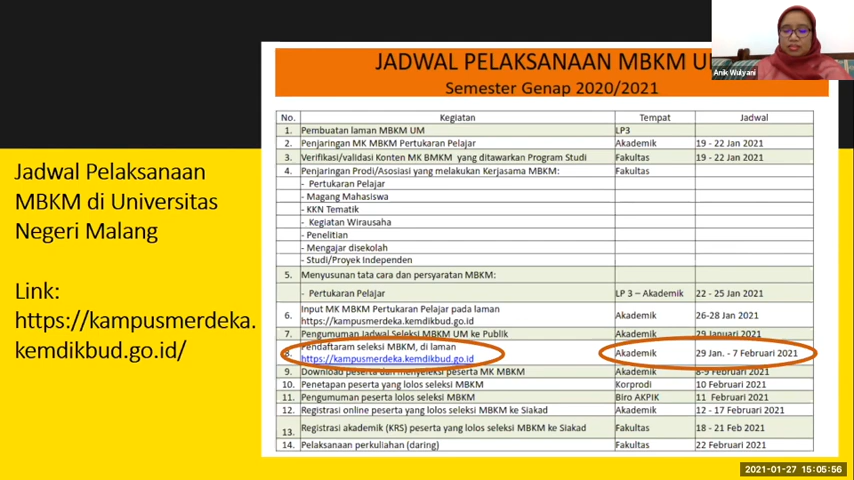 JADWAL PELAKSANAAN MBKM U
Semester Genap 2020/2021
Anik Wulyani
Jadwal Pelaksanaan
MBKM di Universitas
Negeri Malang
Link:
https://kampusmerdeka.
kemdikbud.go.id/
No. Kegiatan Tempat Jadwal
1. Pembuatan laman MBKM UM LP3
2. Penjaringan MK MBKM Pertukaran Pelajar Akademik 19 - 22 Jan 2021
3. Verifikasi/validasi Konten MK BMKM yang ditawarkan Program Studi Fakultas 19 - 22 Jan 2021
4. Penjaringan Prodi/Asosiasi yang melakukan Kerjasama MBKM: Fakultas
- Pertukaran Pelajar
- Magang Mahasiswa
- KKN Tematik
- Kegiatan Wirausaha
- Penelitian
- Mengajar disekolah
- Studi/Proyek Independen
5. Menyusun tata cara dan persyaratan MBKM:
- Pertukaran Pelajar LP 3 – Akademik 22 - 25 Jan 2021
6. Input MK MBKM Pertukaran Pelajar pada laman
https://kampusmerdeka.kemdikbud.go.id Akademik 26-28 Jan 2021
7. Pengumuman Jadwal Seleksi MBKM UM ke Publik Akademik 29 Januari 2021
8. Pendaftaran seleksi MBKM, di laman
https://kampusmerdeka.kemdikbud.go.id Akademik 29 Jan. - 7 Februari 2021
9. Download peserta dan menyeleksi peserta MK MBKM Akademik 8-9 Februari 2021
10. Penetapan peserta yang lolos seleksi MBKM Korprodi 10 Februari 2021
11. Pengumuman peserta lolos seleksi MBKM Biro AKPIK 11 Februari 2021
12. Registrasi online peserta yang lolos seleksi MBKM ke Siakad Akademik 12 - 17 Februari 2021
13. Registrasi akademik (KRS) peserta yang lolos seleksi MBKM ke Siakad Fakultas 18 - 21 Feb 2021
14. Pelaksanaan perkuliahan (daring) Fakultas 22 Februari 2021
2021-01-27 15:05:56